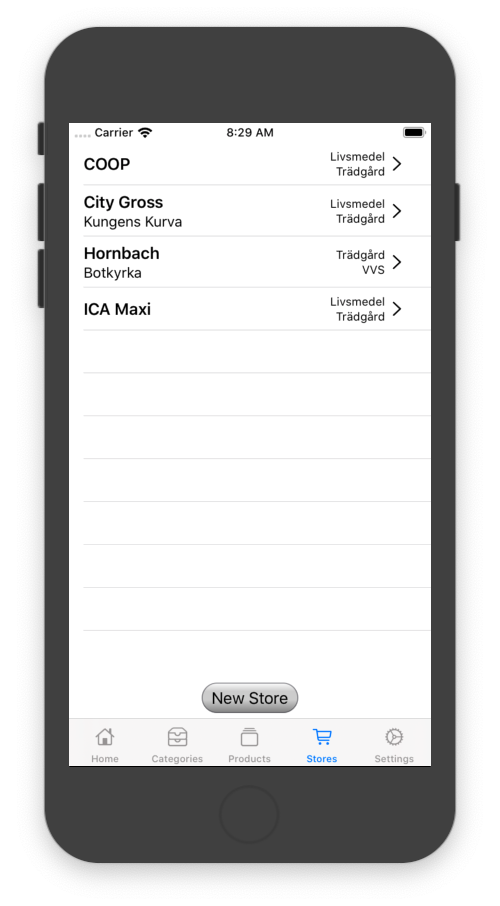 Carrier 8:29 AM
COOP
Livsmedel
Trädgård
City Gross
Kungens Kurva
Livsmedel
Trädgård
Hornbach
Botkyrka
Trädgård
VVS
ICA Maxi
Livsmedel
Trädgård
New Store
Home Categories Products Stores Settings